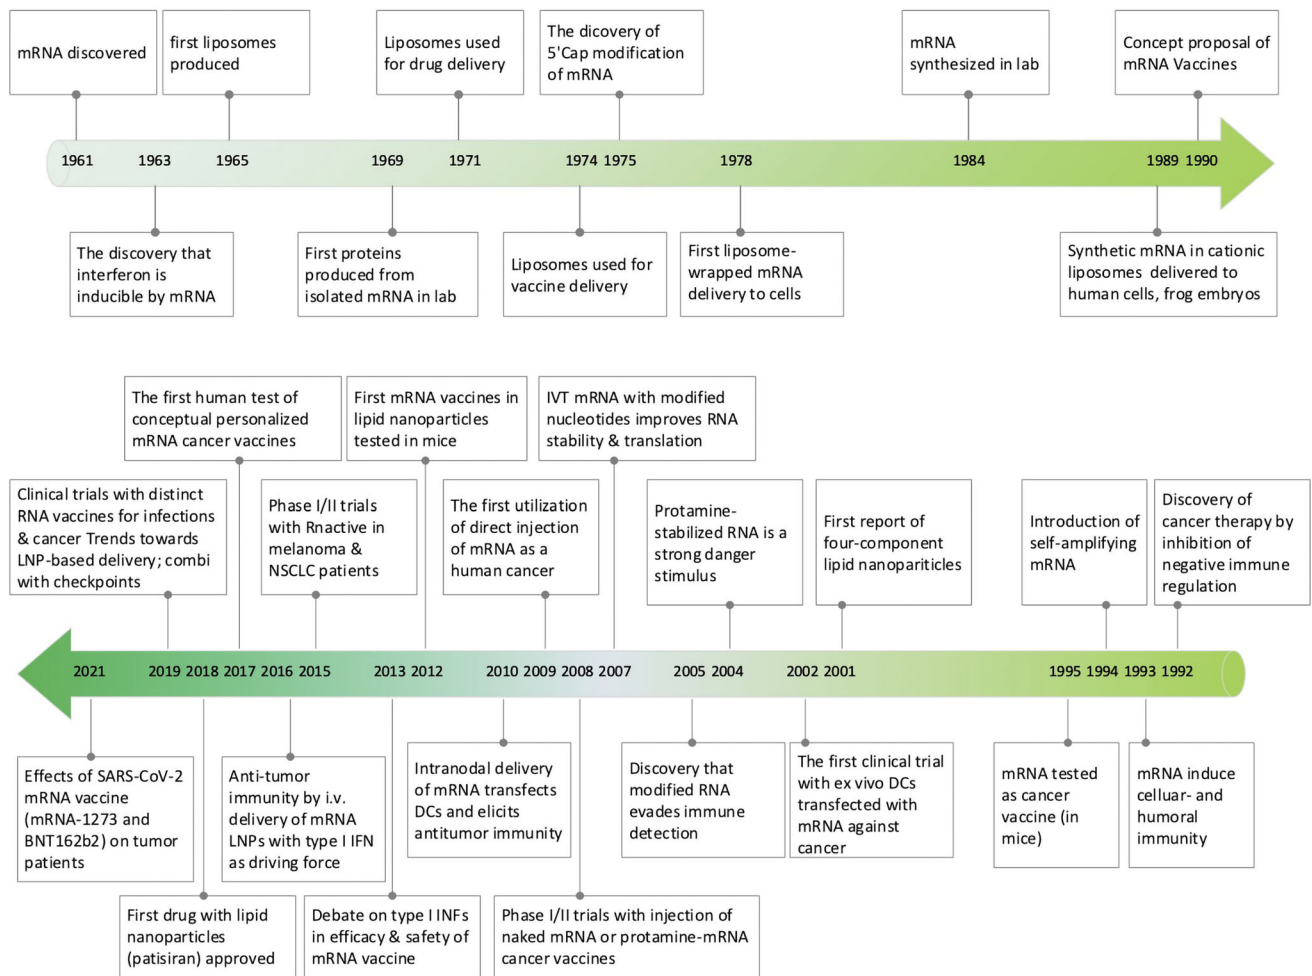 mRNA discovered
first liposomes
produced
Liposomes used
for drug delivery
The dicovery of
5'Cap modification
of mRNA
mRNA
synthesized in lab
Concept proposal of
mRNA Vaccines
1961 1963 1965 1969 1971 1974 1975 1978 1984 1989 1990
The discovery that
interferon is
inducible by mRNA
First proteins
produced from
isolated mRNA in lab
Liposomes used for
vaccine delivery
First liposome-
wrapped mRNA
delivery to cells
Synthetic mRNA in cationic
liposomes delivered to
human cells, frog embryos
The first human test of
conceptual personalized
mRNA cancer vaccines
First mRNA vaccines in
lipid nanoparticles
tested in mice
IVT mRNA with modified
nucleotides improves RNA
stability & translation
Clinical trials with distinct
RNA vaccines for infections
& cancer Trends towards
LNP-based delivery; combi
with checkpoints
Phase I/II trials
with Rnactive in
melanoma &
NSCLC patients
The first utilization
of direct injection
of mRNA as a
human cancer
Protamine-
stabilized RNA is a
strong danger
stimulus
First report of
four-component
lipid nanopariticles
Introduction of
self-amplifying
mRNA
Discovery of
cancer therapy by
inhibition of
negative immune
regulation
2021 2019 2018 2017 2016 2015 2013 2012 2010 2009 2008 2007 2005 2004 2002 2001 1995 1994 1993 1992
Effects of SARS-CoV-2
mRNA vaccine
(mRNA-1273 and
BNT162b2) on tumor
patients
Anti-tumor
immunity by i.v.
delivery of mRNA
LNPs with type I IFN
as driving force
Intranodal delivery
of mRNA transfects
DCs and elicits
antitumor immunity
Discovery that
modified RNA
evades immune
detection
The first clinical trial
with ex vivo DCs
transfected with
mRNA against
cancer
mRNA tested
as cancer
vaccine (in
mice)
mRNA induce
celluar- and
humoral
immunity
First drug with lipid
nanoparticles
(patisiran) approved
Debate on type I INFs
in efficacy & safety of
mRNA vaccine
Phase I/II trials with injection of
naked mRNA or protamine-mRNA
cancer vaccines